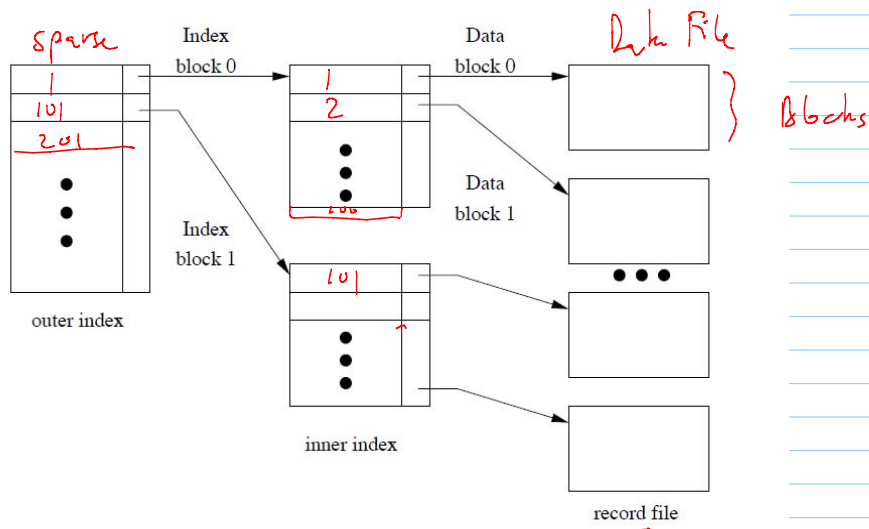 sparse
Index
block 0
Data
block 0
Data File
1
101
201
1
2
100
Blocks
Data
block 1
Index
block 1
101
outer index
inner index
record file